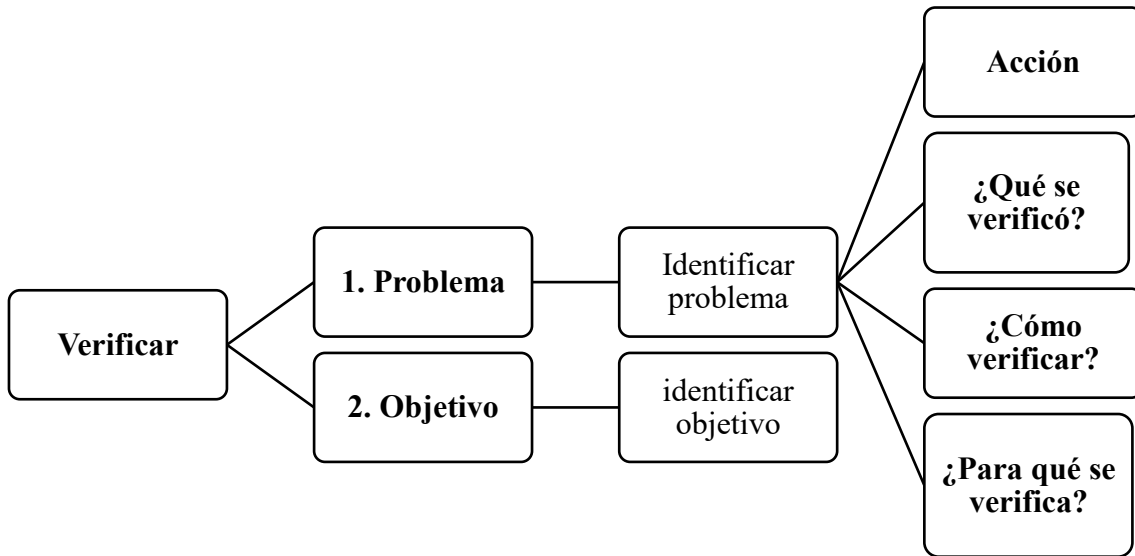 Verificar
1. Problema
Identificar
problema
2. Objetivo
identificar
objetivo
Acción
¿Qué se
verificó?
¿Cómo
verificar?
¿Para qué se
verifica?